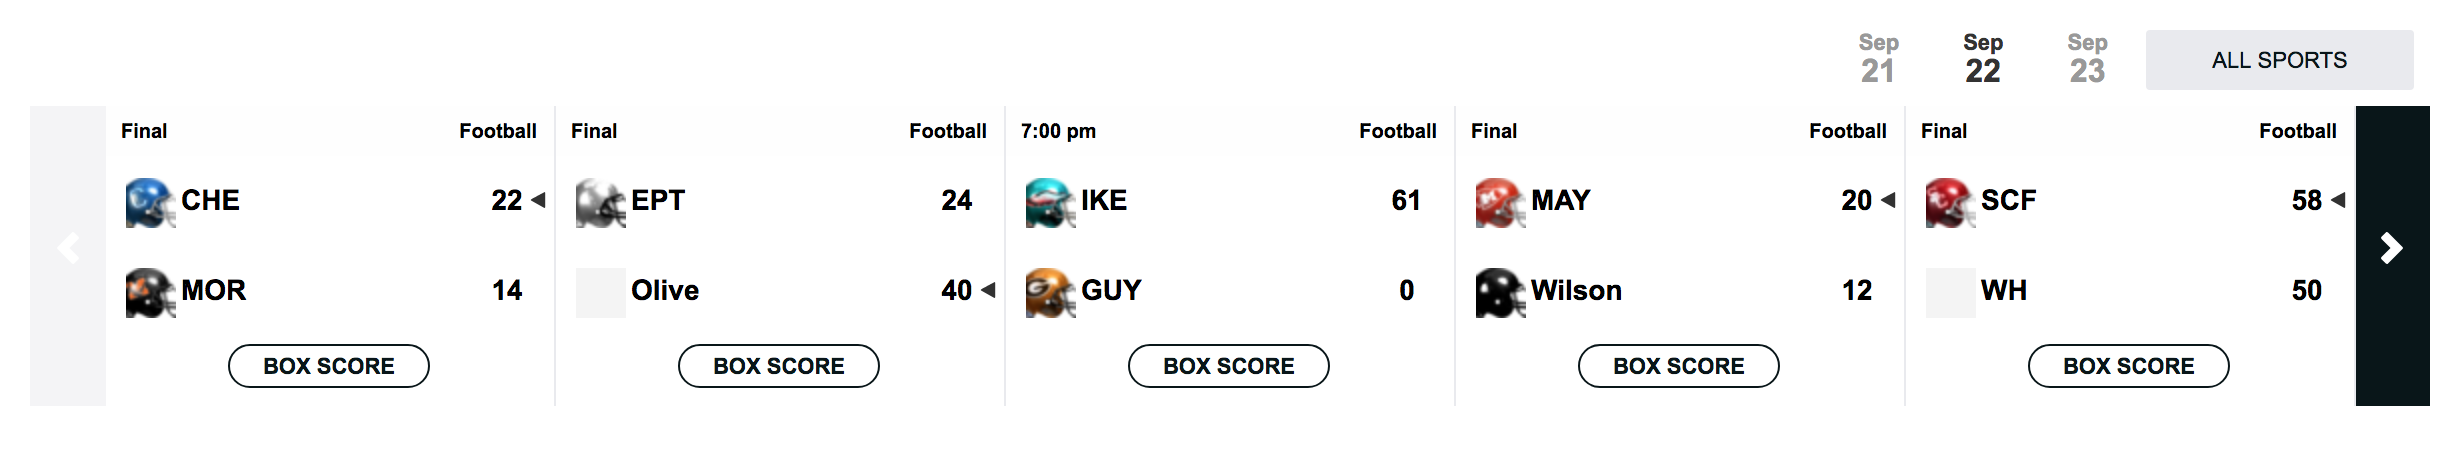 Sep 21
Sep 22
Sep 23
ALL SPORTS
Final Football
CHE 22
MOR 14
BOX SCORE
Final Football
EPT 24
Olive 40
BOX SCORE
7:00 pm Football
IKE 61
GUY 0
BOX SCORE
Final Football
MAY 20
Wilson 12
BOX SCORE
Final Football
SCF 58
WH 50
BOX SCORE